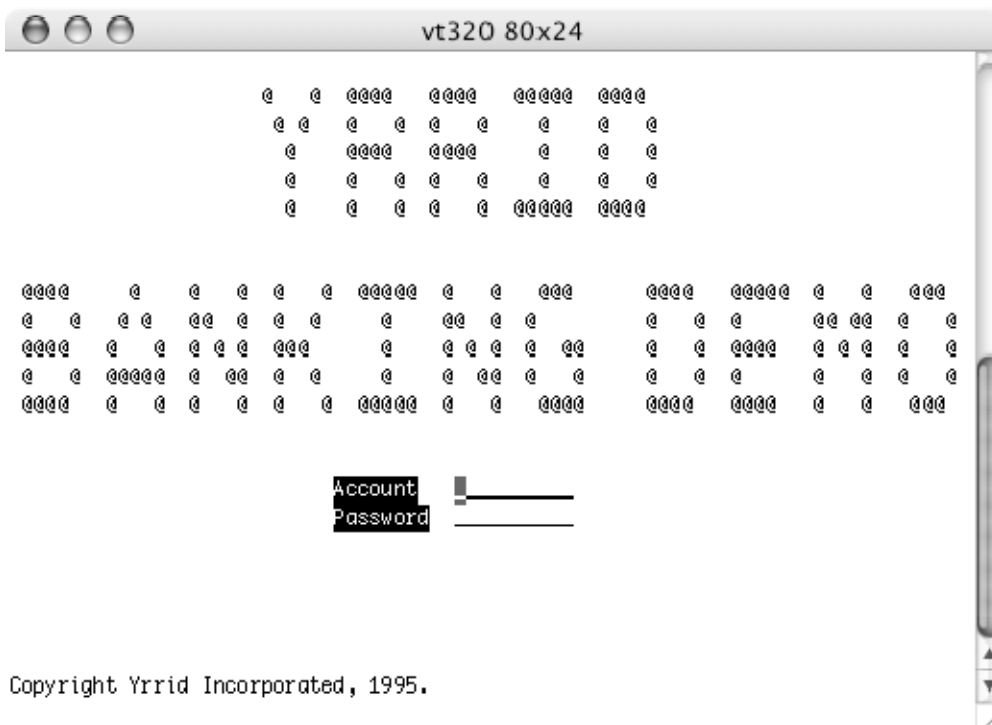 vt320 80x24
YRRID
BANKING DEMO
Account
Password
Copyright Yrrid Incorporated, 1995.